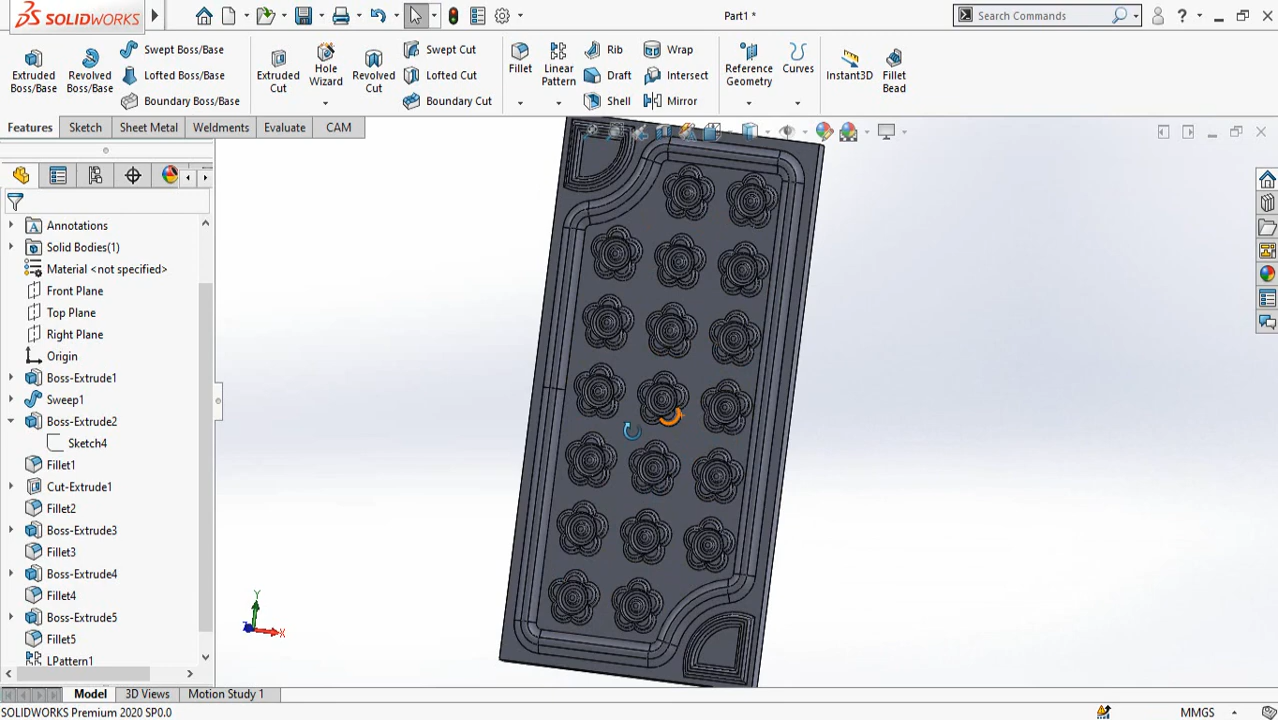 SOLIDWORKS
Part1 *
Search Commands
?
Extruded Boss/Base
Revolved Boss/Base
Swept Boss/Base
Lofted Boss/Base
Boundary Boss/Base
Extruded Cut
Hole Wizard
Revolved Cut
Swept Cut
Lofted Cut
Boundary Cut
Fillet
Linear Pattern
Rib
Draft
Shell
Wrap
Intersect
Mirror
Reference Geometry
Curves
Instant3D
Fillet Bead
Features
Sketch
Sheet Metal
Weldments
Evaluate
CAM
Annotations
Solid Bodies(1)
Material <not specified>
Front Plane
Top Plane
Right Plane
Origin
Boss-Extrude1
Sweep1
Boss-Extrude2
Sketch4
Fillet1
Cut-Extrude1
Fillet2
Boss-Extrude3
Fillet3
Boss-Extrude4
Fillet4
Boss-Extrude5
Fillet5
LPattern1
Y
X
Z
Model
3D Views
Motion Study 1
SOLIDWORKS Premium 2020 SP0.0
MMGS